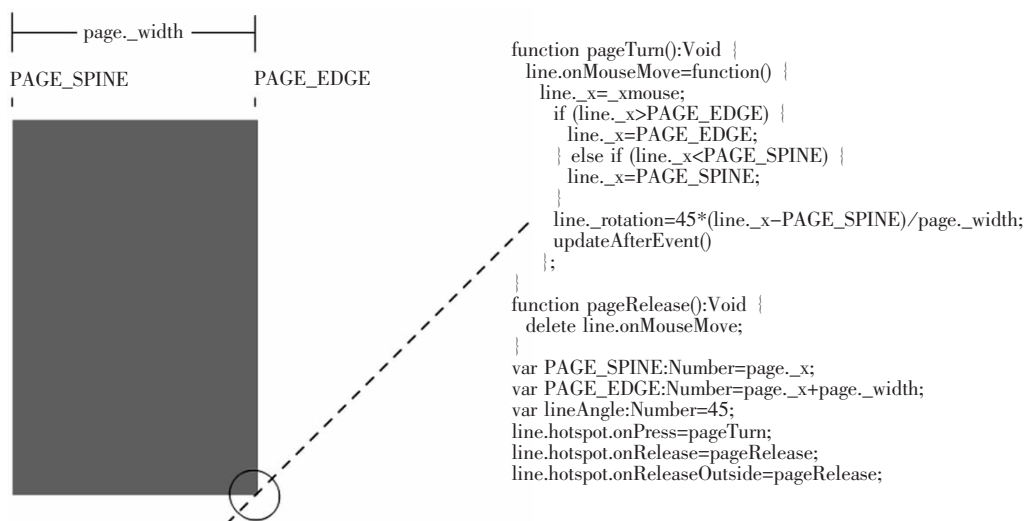 page._width
PAGE_SPINE
PAGE_EDGE
function pageTurn():Void {
line.onMouseMove=function() {
line._x=_xmouse;
if (line._x>PAGE_EDGE) {
line._x=PAGE_EDGE;
} else if (line._x<PAGE_SPINE) {
line._x=PAGE_SPINE;
}
line._rotation=45*(line._x–PAGE_SPINE)/page._width;
updateAfterEvent()
};
}
function pageRelease():Void {
delete line.onMouseMove;
}
var PAGE_SPINE:Number=page._x;
var PAGE_EDGE:Number=page._x+page._width;
var lineAngle:Number=45;
line.hotspot.onPress=pageTurn;
line.hotspot.onRelease=pageRelease;
line.hotspot.onReleaseOutside=pageRelease;